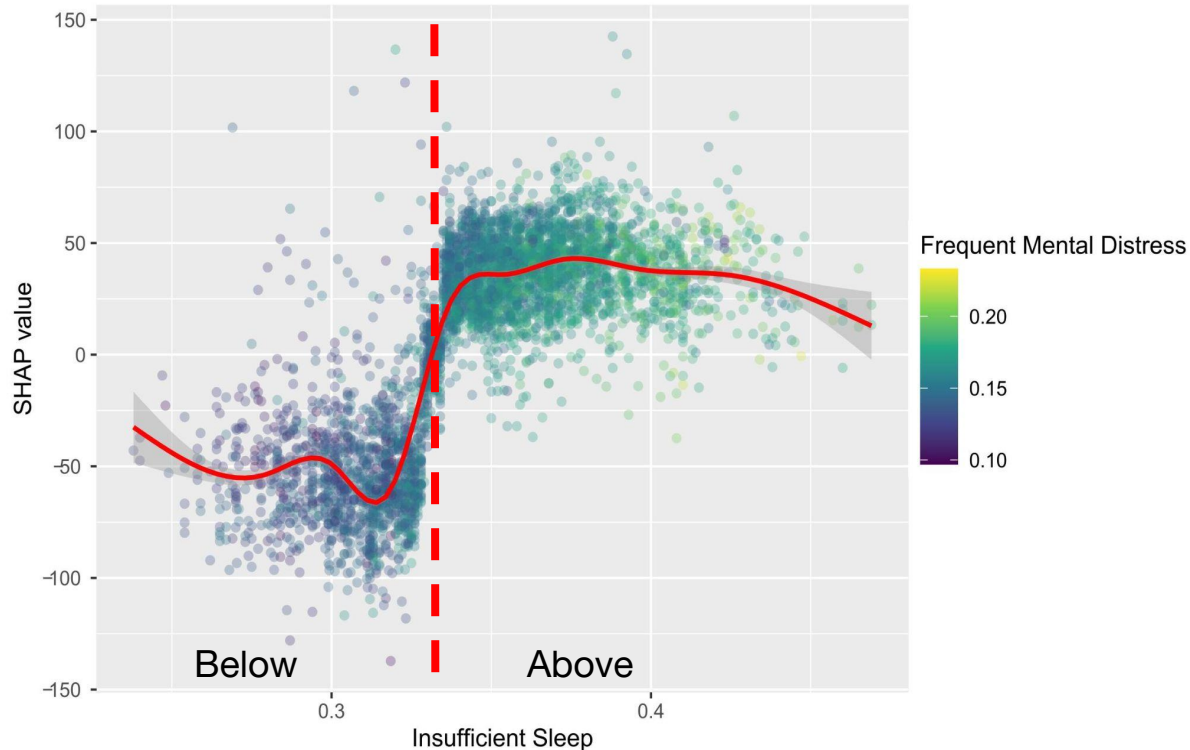 150
100
50
0
−50
−100
−150
SHAP value
Below
Above
0.3
0.4
Insufficient Sleep
Frequent Mental Distress
0.20
0.15
0.10